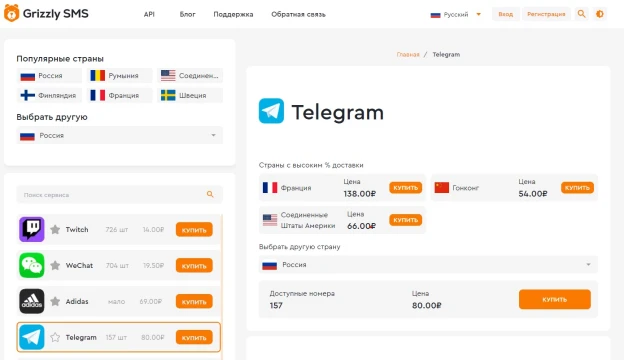 Grizzly SMS
API
Блог
Поддержка
Обратная связь
Русский
Вход
Регистрация
Популярные страны
Россия
Румыния
Соединен...
Финляндия
Франция
Швеция
Выбрать другую
Россия
Поиск сервиса
Twitch 726 шт 14.00₽ КУПИТЬ
WeChat 704 шт 19.50₽ КУПИТЬ
adidas
Adidas мало 69.00₽ КУПИТЬ
Telegram 157 шт 80.00₽ КУПИТЬ
Главная / Telegram
Telegram
Страны с высоким % доставки
Франция
Цена
138.00₽
КУПИТЬ
Гонконг
Цена
54.00₽
КУПИТЬ
Соединенные
Штаты Америки
Цена
66.00₽
КУПИТЬ
Выбрать другую страну
Россия
Доступные номера
157
Цена
80.00₽
КУПИТЬ